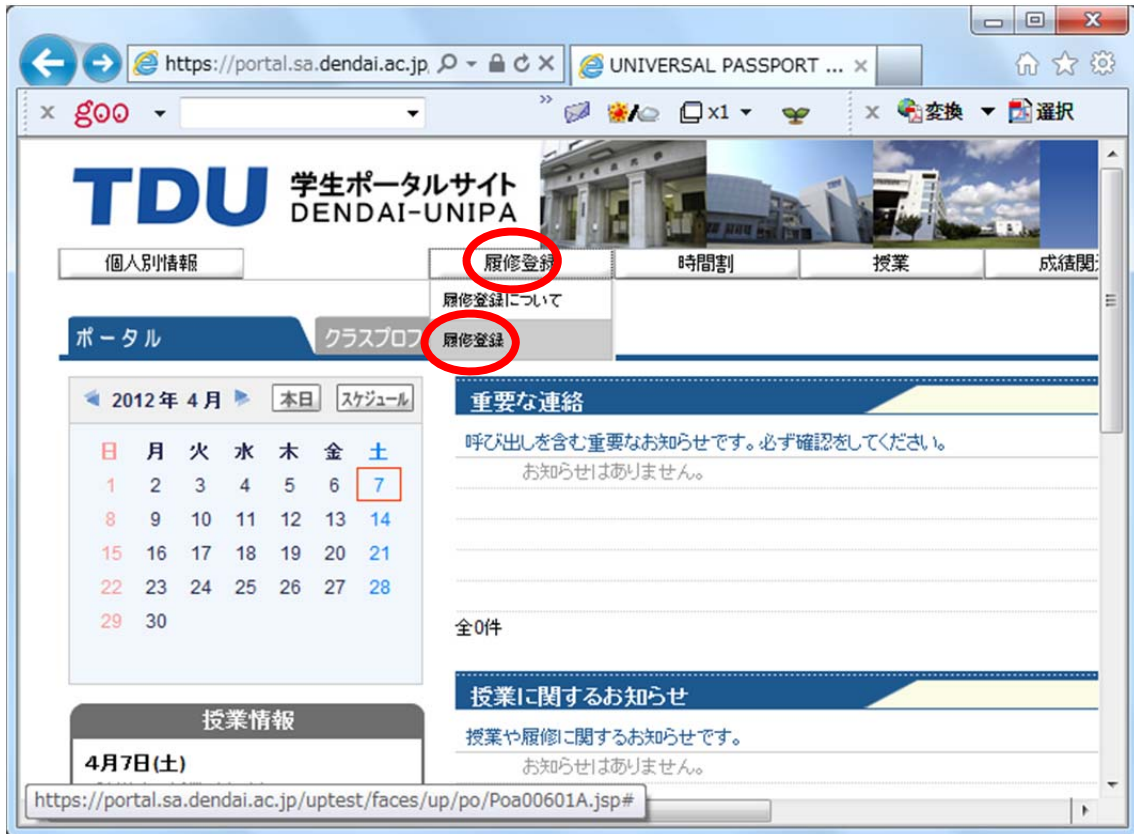 https://portal.sa.dendai.ac.jp
UNIVERSAL PASSPORT ...
goo
x1
変換
選択
TDU 学生ポータルサイト
DENDAI-UNIPA
個人別情報
履修登録
時間割
授業
成績関
履修登録について
履修登録
ポータル
クラスプロフ
2012年 4月
本日
スケジュール
日 月 火 水 木 金 土
1 2 3 4 5 6 7
8 9 10 11 12 13 14
15 16 17 18 19 20 21
22 23 24 25 26 27 28
29 30
重要な連絡
呼び出しを含む重要なお知らせです。必ず確認をしてください。
お知らせはありません。
全0件
授業に関するお知らせ
授業や履修に関するお知らせです。
お知らせはありません。
授業情報
4月7日(土)
https://portal.sa.dendai.ac.jp/uptest/faces/up/po/Poa00601A.jsp#